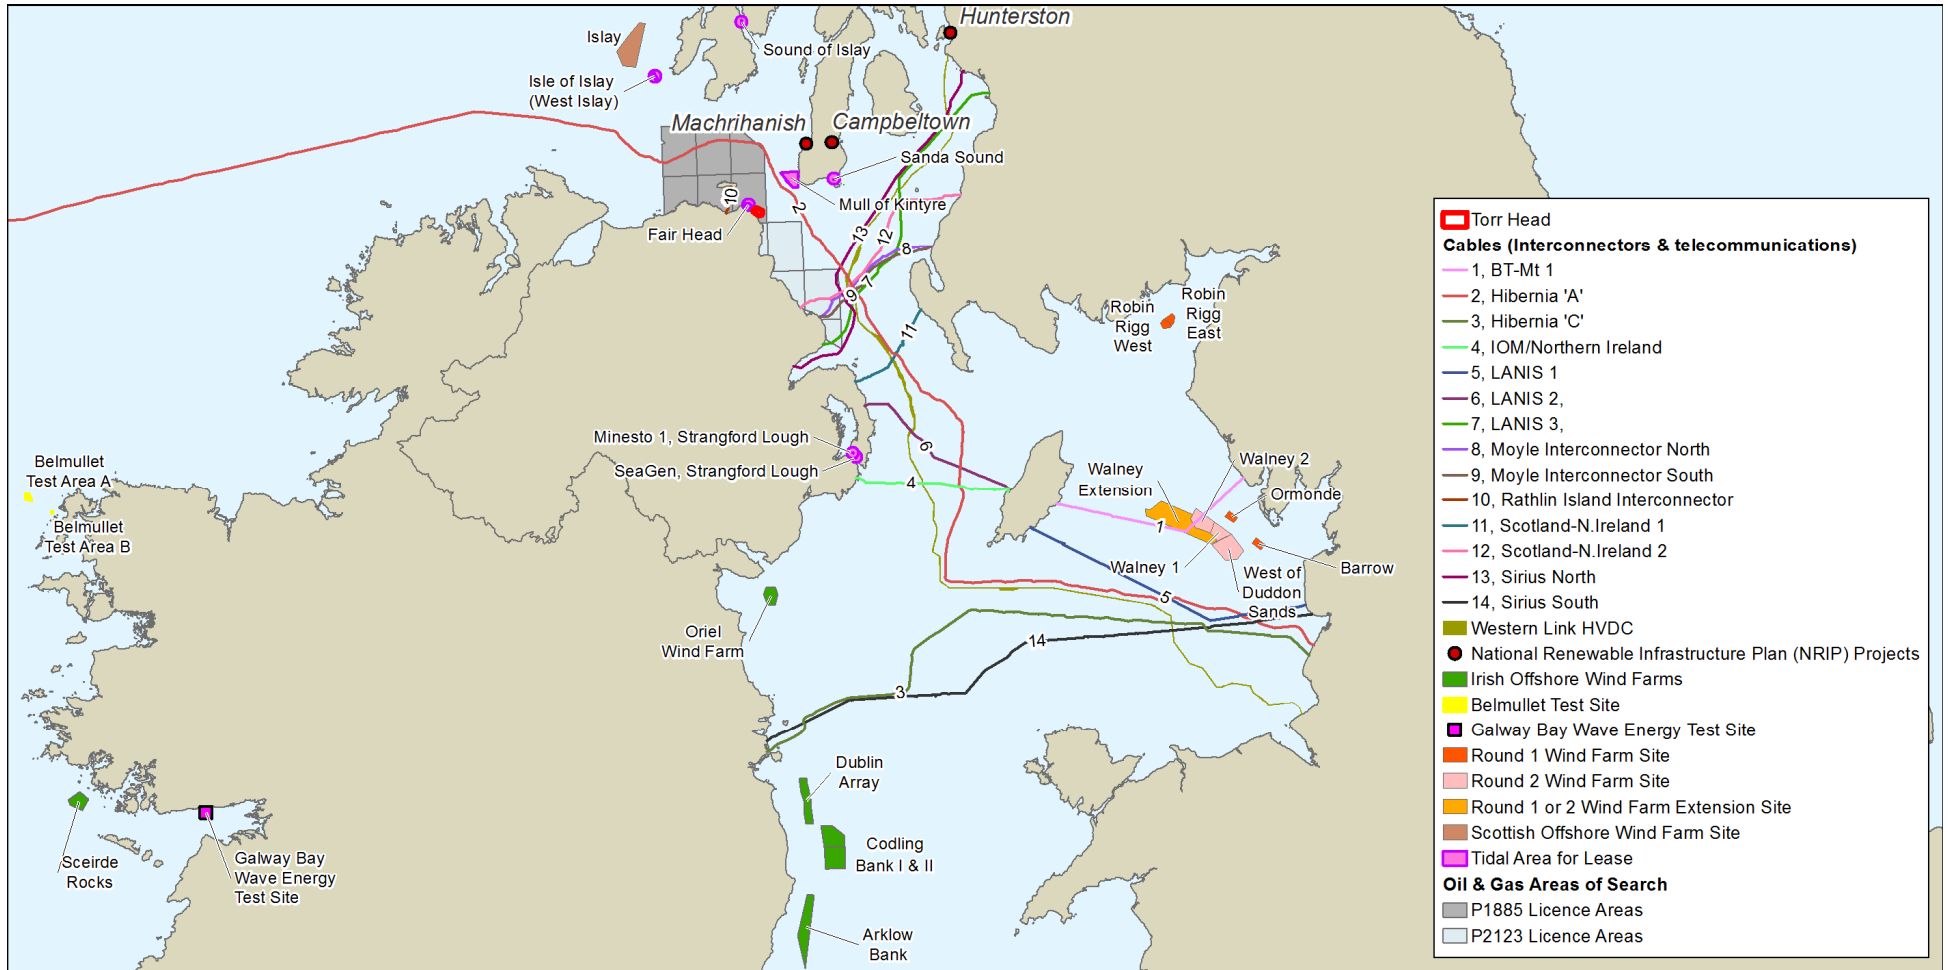 Hunterston
Islay
Sound of Islay
Isle of Islay
(West Islay)
Machrihanish
Campbeltown
Sanda Sound
10
2
Mull of Kintyre
Fair Head
13
12
8
7
9
11
Robin
Rigg
West
Robin
Rigg
East
Minesto 1, Strangford Lough
SeaGen, Strangford Lough
6
4
Belmullet
Test Area A
Belmullet
Test Area B
Walney
Extension
Walney 2
Ormonde
1
Walney 1
West of
Duddon
Sands
Barrow
5
Oriel
Wind Farm
14
3
Dublin
Array
Codling
Bank I & II
Arklow
Bank
Sceirde
Rocks
Galway Bay
Wave Energy
Test Site
Torr Head
Cables (Interconnectors & telecommunications)
1, BT-Mt 1
2, Hibernia 'A'
3, Hibernia 'C'
4, IOM/Northern Ireland
5, LANIS 1
6, LANIS 2,
7, LANIS 3,
8, Moyle Interconnector North
9, Moyle Interconnector South
10, Rathlin Island Interconnector
11, Scotland-N.Ireland 1
12, Scotland-N.Ireland 2
13, Sirius North
14, Sirius South
Western Link HVDC
National Renewable Infrastructure Plan (NRIP) Projects
Irish Offshore Wind Farms
Belmullet Test Site
Galway Bay Wave Energy Test Site
Round 1 Wind Farm Site
Round 2 Wind Farm Site
Round 1 or 2 Wind Farm Extension Site
Scottish Offshore Wind Farm Site
Tidal Area for Lease
Oil & Gas Areas of Search
P1885 Licence Areas
P2123 Licence Areas